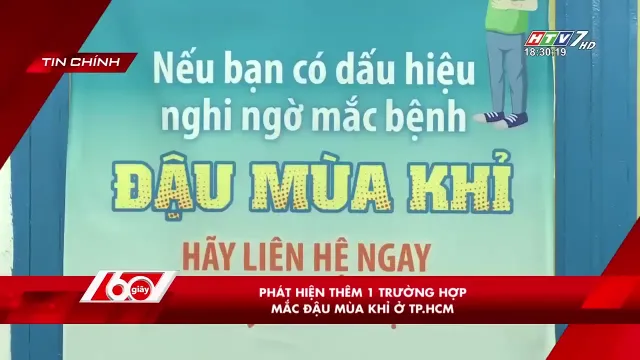 TIN CHÍNH
HTV7 HD
18:30:19
Nếu bạn có dấu hiệu
nghi ngờ mắc bệnh
ĐẬU MÙA KHỈ
HÃY LIÊN HỆ NGAY
60 giây
PHÁT HIỆN THÊM 1 TRƯỜNG HỢP
MẮC ĐẬU MÙA KHỈ Ở TP.HCM